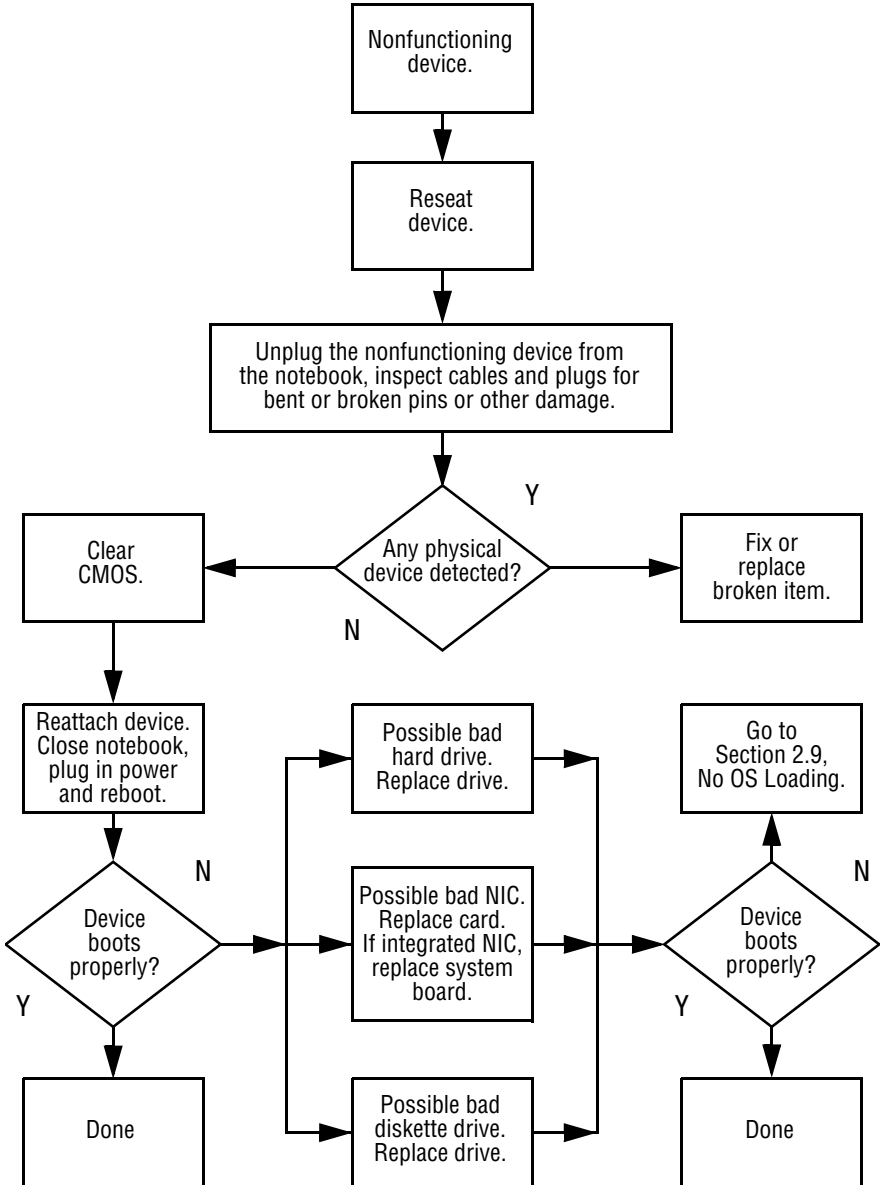 Nonfunctioning
device.
Reseat
device.
Unplug the nonfunctioning device from
the notebook, inspect cables and plugs for
bent or broken pins or other damage.
Y
Clear
CMOS.
Any physical
device detected?
Fix or
replace
broken item.
N
Reattach device.
Close notebook,
plug in power
and reboot.
Possible bad
hard drive.
Replace drive.
Go to
Section 2.9,
No OS Loading.
N
N
Device
boots
properly?
Possible bad NIC.
Replace card.
If integrated NIC,
replace system
board.
Device
boots
properly?
Y
Y
Done
Possible bad
diskette drive.
Replace drive.
Done